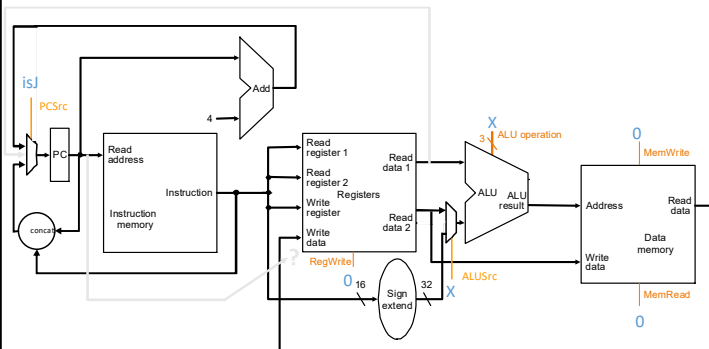 isJ
PCSrc
PC
concat
Add
4
Read
address
Instruction
Instruction
memory
Read
register 1
Read
register 2
Write
register
Write
data
Registers
Read
data 1
Read
data 2
RegWrite
0
?
16
Sign
extend
32
X
3
ALU operation
ALU
ALU
result
ALUSrc
X
0
MemWrite
Address
Read
data
Data
memory
Write
data
MemRead
0